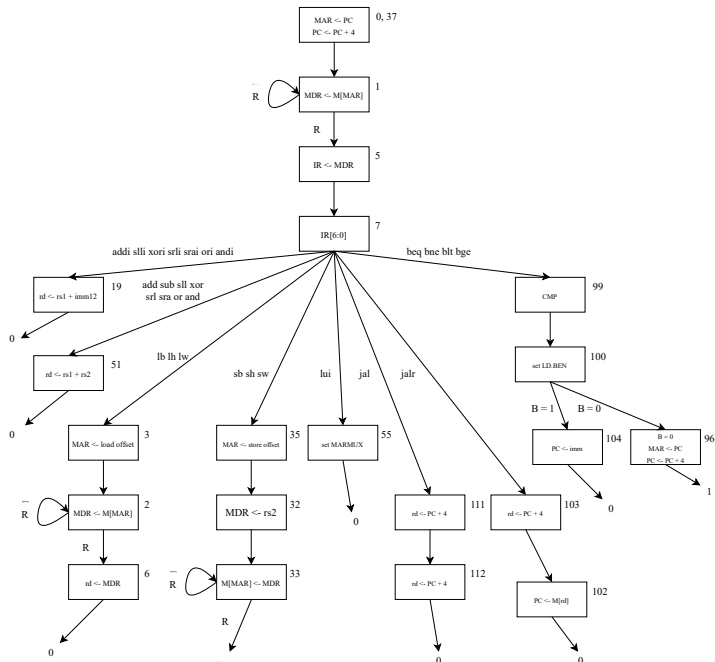 MAR <- PC
PC <- PC + 4
0, 37
R
MDR <- M[MAR]
1
R
IR <- MDR
5
IR[6:0]
7
addi slli xori srli srai ori andi
beq bne blt bge
rd <- rs1 + imm12
19
add sub sll xor
srl sra or and
CMP
99
0
rd <- rs1 + rs2
51
lb lh lw
sb sh sw
lui
jal
jalr
set LD.BEN
100
0
B = 1
B = 0
MAR <- load offset
3
MAR <- store offset
35
set MARMUX
55
PC <- imm
104
B = 0
MAR <- PC
PC <- PC + 4
96
R
MDR <- M[MAR]
2
MDR <- rs2
32
0
rd <- PC + 4
111
rd <- PC + 4
103
0
1
R
rd <- MDR
6
R
M[MAR] <- MDR
33
rd <- PC + 4
112
PC <- M[rd]
102
R
0
0
0